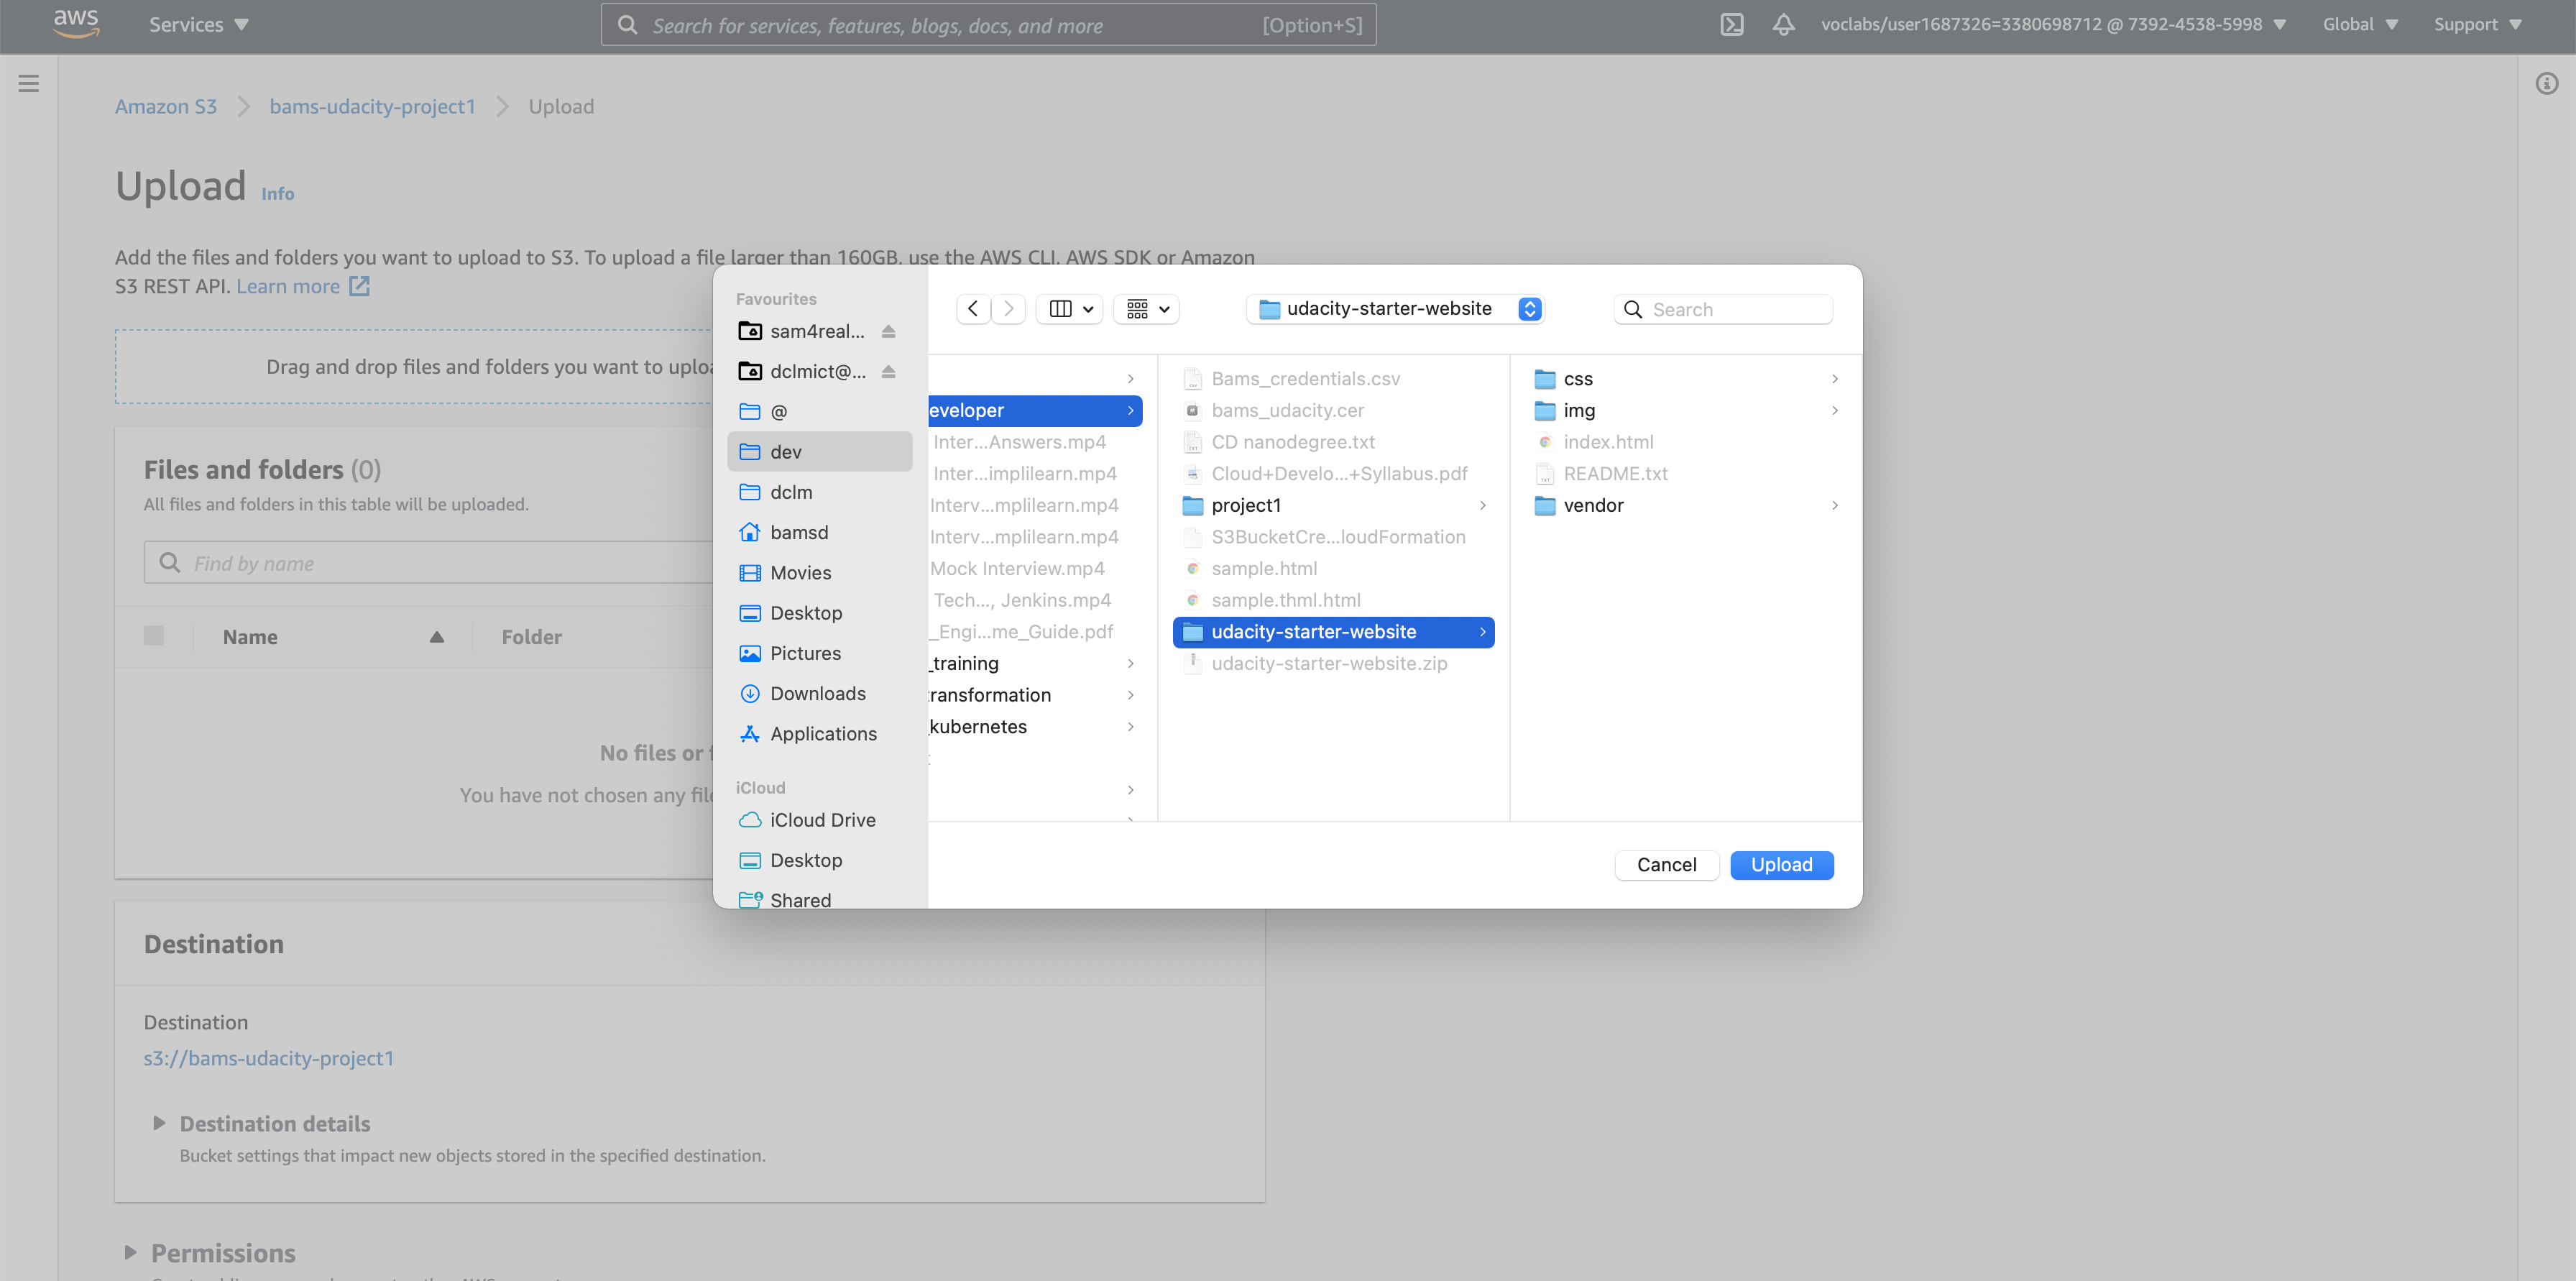 aws
Services
Search for services, features, blogs, docs, and more [Option+S]
voclabs/user1687326=3380698712 @ 7392-4538-5998
Global
Support
Amazon S3
bams-udacity-project1
Upload
Upload
Info
Add the files and folders you want to upload to S3. To upload a file larger than 160GB, use the AWS CLI, AWS SDK or Amazon
S3 REST API. Learn more
Drag and drop files and folders you want to
Files and folders (0)
All files and folders in this table will be uploaded.
Find by name
Name
Folder
No files or
You have not chosen any
Destination
Destination
s3://bams-udacity-project1
Destination details
Bucket settings that impact new objects stored in the specified destination.
Permissions
Favourites
sam4real...
dclmict@...
@
dev
dclm
bamsd
Movies
Desktop
Pictures
Downloads
Applications
iCloud
iCloud Drive
Desktop
Shared
udacity-starter-website
Search
eveloper
Inter...Answers.mp4
Inter...implilearn.mp4
Interv...mplilearn.mp4
Interv...mplilearn.mp4
Mock Interview.mp4
Tech..., Jenkins.mp4
_Engi...me_Guide.pdf
_training
ransformation
_kubernetes
Bams_credentials.csv
bams_udacity.cer
CD nanodegree.txt
Cloud+Develo...+Syllabus.pdf
project1
S3BucketCre...loudFormation
sample.html
sample.thml.html
udacity-starter-website
udacity-starter-website.zip
css
img
index.html
README.txt
vendor
Cancel
Upload